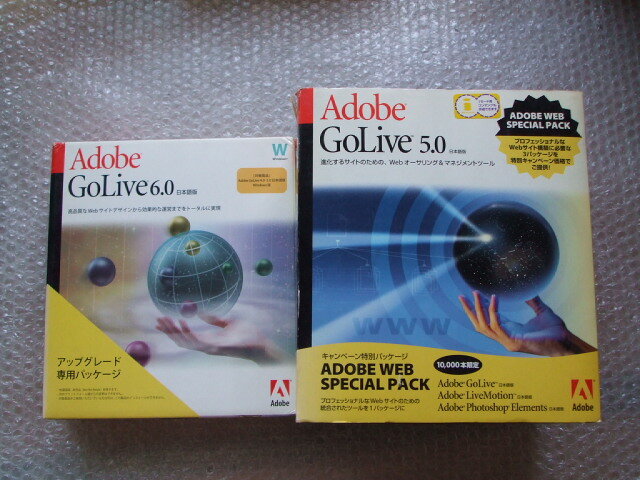 Adobe
GoLive 6.0 日本語版
W
Windows
高品質なWebサイトデザインから効果的な運営までをトータルに実現
アップグレード
専用パッケージ
Adobe
Adobe
GoLive 5.0 日本語版
進化するサイトのための、Web オーサリング&マネジメントツール
ADOBE WEB
SPECIAL PACK
プロフェッショナルな
Webサイト構築に必要な
3パッケージを
特別キャンペーン価格で
ご提供!
WWW
キャンペーン特別パッケージ
10,000本限定
ADOBE WEB
SPECIAL PACK
プロフェッショナルなWebサイトのための
統合されたツールを1パッケージに
Adobe GoLive 日本語版
Adobe LiveMotion 日本語版
Adobe Photoshop Elements 日本語版
Adobe